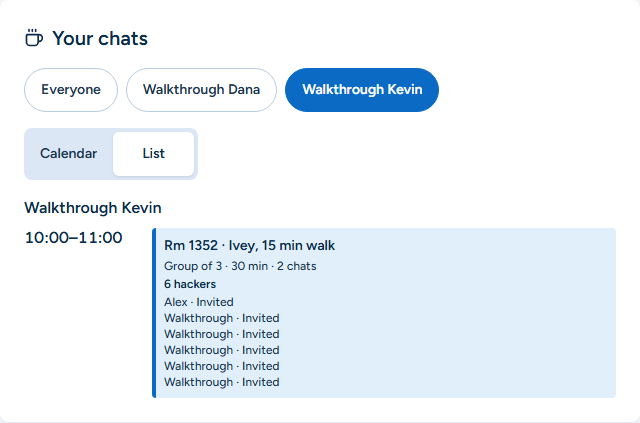 Your chats
Everyone
Walkthrough Dana
Walkthrough Kevin
Calendar
List
Walkthrough Kevin
10:00–11:00
Rm 1352 · Ivey, 15 min walk
Group of 3 · 30 min · 2 chats
6 hackers
Alex · Invited
Walkthrough · Invited
Walkthrough · Invited
Walkthrough · Invited
Walkthrough · Invited
Walkthrough · Invited